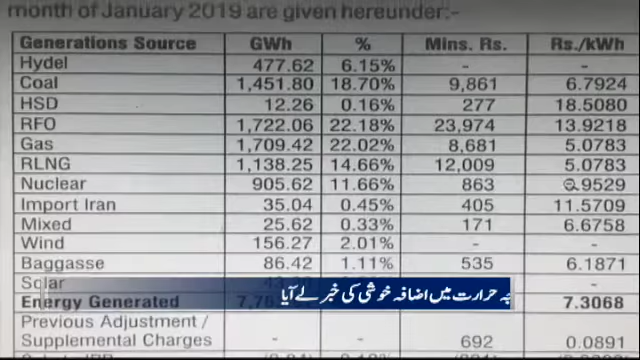 month of January 2019 are given hereunder:-
Generations Source GWh % Mlns. Rs. Rs./kWh
Hydel 477.62 6.15% - -
Coal 1,451.80 18.70% 9,861 6.7924
HSD 12.26 0.16% 277 18.5080
RFO 1,722.06 22.18% 23,974 13.9218
Gas 1,709.42 22.02% 8,681 5.0783
RLNG 1,138.25 14.66% 12,009 5.0783
Nuclear 905.62 11.66% 863 .9529
Import Iran 35.04 0.45% 405 11.5709
Mixed 25.62 0.33% 171 6.6758
Wind 156.27 2.01% - -
Baggasse 86.42 1.11% 535 6.1871
Solar
حرارت میں اضافہ خوشی کی خبر لے آیا
Energy Generated 7.3068
Previous Adjustment /
Supplemental Charges - - 692 0.0891